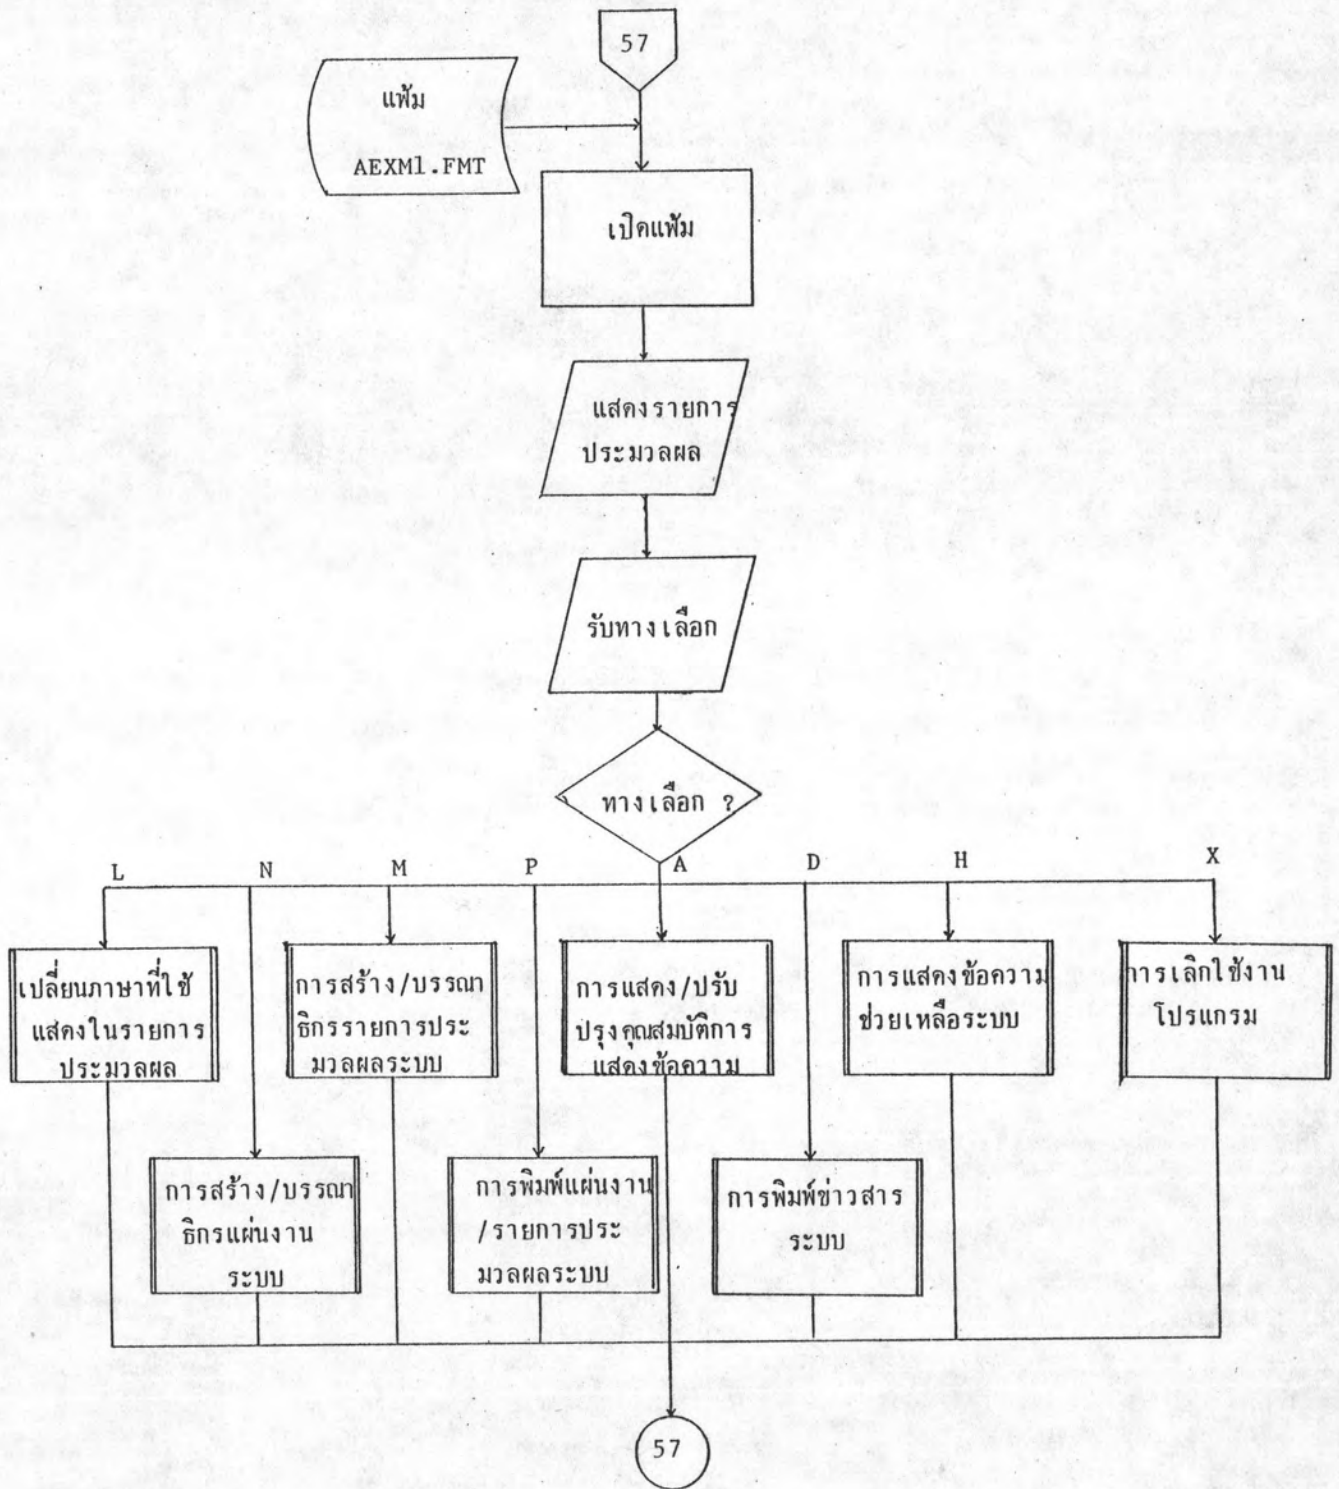 57
แฟ้ม
AEXM1.FMT
เปิดแฟ้ม
แสดงรายการ
ประมวลผล
รับทางเลือก
ทางเลือก ?
L
N
M
P
A
D
H
X
เปลี่ยนภาษาที่ใช้
แสดงในรายการ
ประมวลผล
การสร้าง/บรรณา
ธิกรรายการประ
มวลผลระบบ
การแสดง/ปรับ
ปรุงคุณสมบัติการ
แสดงข้อความ
การแสดงข้อความ
ช่วยเหลือระบบ
การเลิกใช้งาน
โปรแกรม
การสร้าง/บรรณา
ธิกรแผ่นงาน
ระบบ
การพิมพ์แผ่นงาน
/รายการประ
มวลผลระบบ
การพิมพ์ข่าวสาร
ระบบ
57